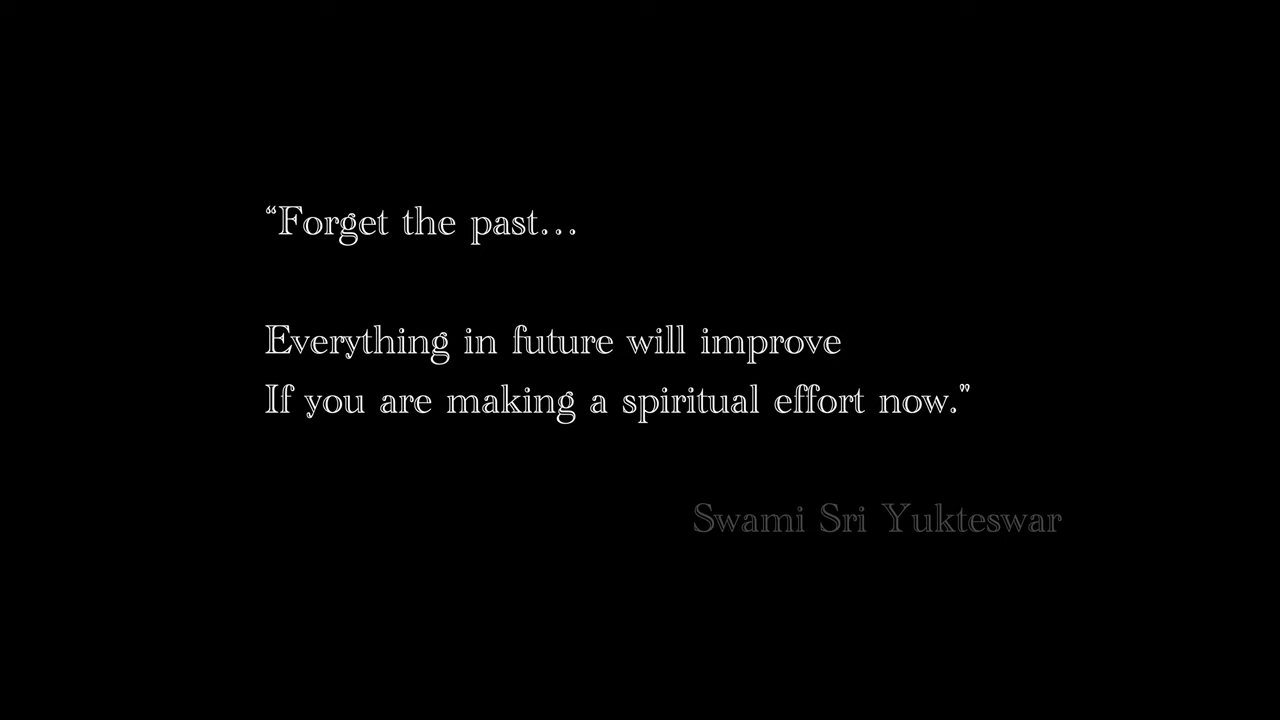 “Forget the past...
Everything in future will improve
If you are making a spiritual effort now."
Swami Sri Yukteswar